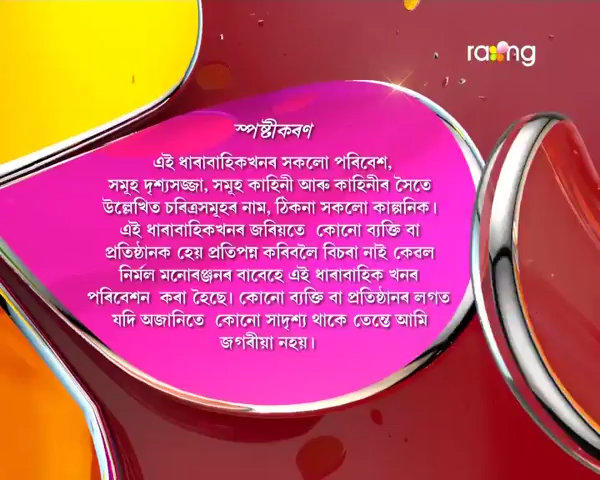 rang
স্পষ্টীকৰণ
এই ধাৰাবাহিকখনৰ সকলো পৰিবেশ,
সমূহ দৃশ্যসজ্জা, সমূহ কাহিনী আৰু কাহিনীৰ সৈতে
উল্লেখিত চৰিত্ৰসমূহৰ নাম, ঠিকনা সকলো কাল্পনিক।
এই ধাৰাবাহিকখনৰ জৰিয়তে কোনো ব্যক্তি বা
প্ৰতিষ্ঠানক হেয় প্ৰতিপন্ন কৰিবলৈ বিচৰা নাই কেৱল
নিৰ্মল মনোৰঞ্জনৰ বাবেহে এই ধাৰাবাহিক খনৰ
পৰিবেশন কৰা হৈছে। কোনো ব্যক্তি বা প্ৰতিষ্ঠানৰ লগত
যদি অজানিতে কোনো সাদৃশ্য থাকে তেন্তে আমি
জগৰীয়া নহয়।